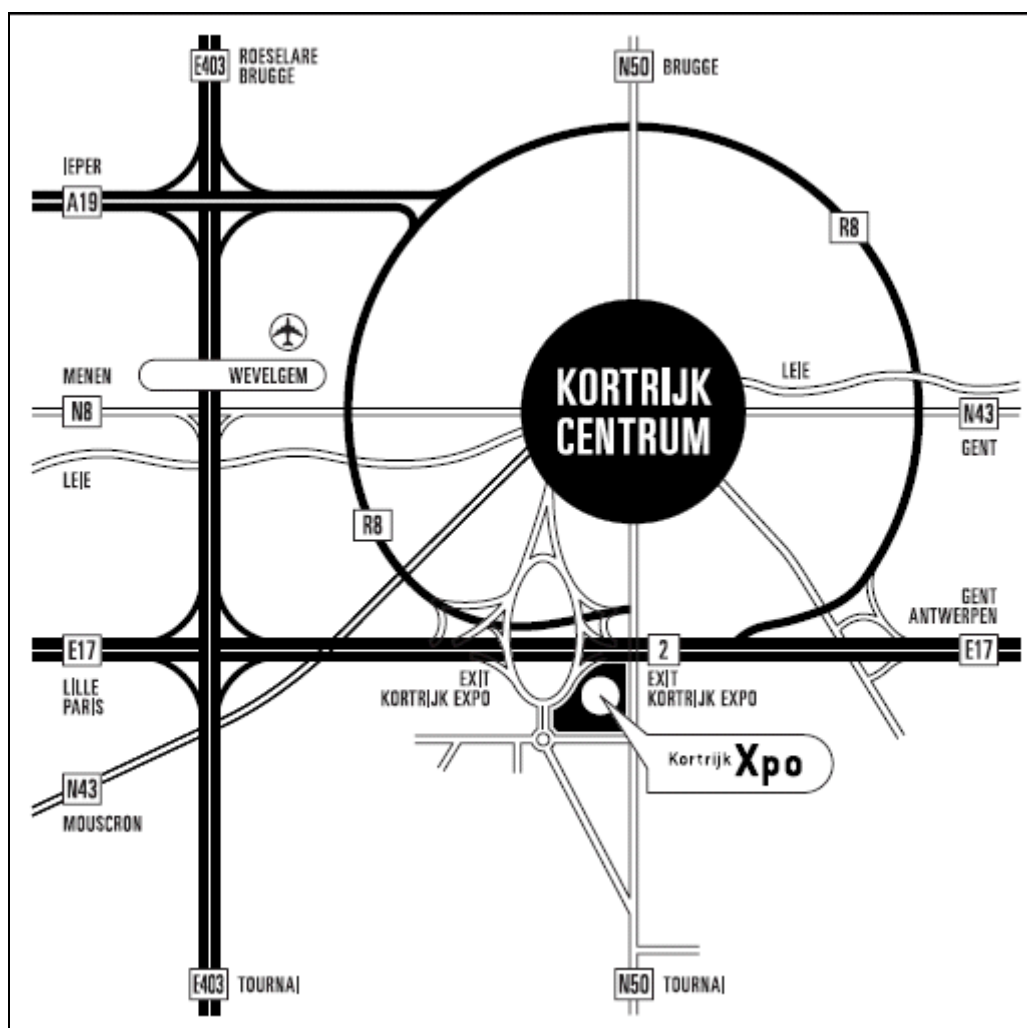 E403
ROESELARE
BRUGGE
N50
BRUGGE
IEPER
A19
R8
MENEN
WEVELGEM
N8
LEIE
KORTRIJK
CENTRUM
LEIE
N43
GENT
R8
GENT
ANTWERPEN
E17
LILLE
PARIS
EXIT
KORTRIJK EXPO
2
EXIT
KORTRIJK EXPO
E17
Kortrijk Xpo
N43
MOUSCRON
E403
TOURNAI
N50
TOURNAI